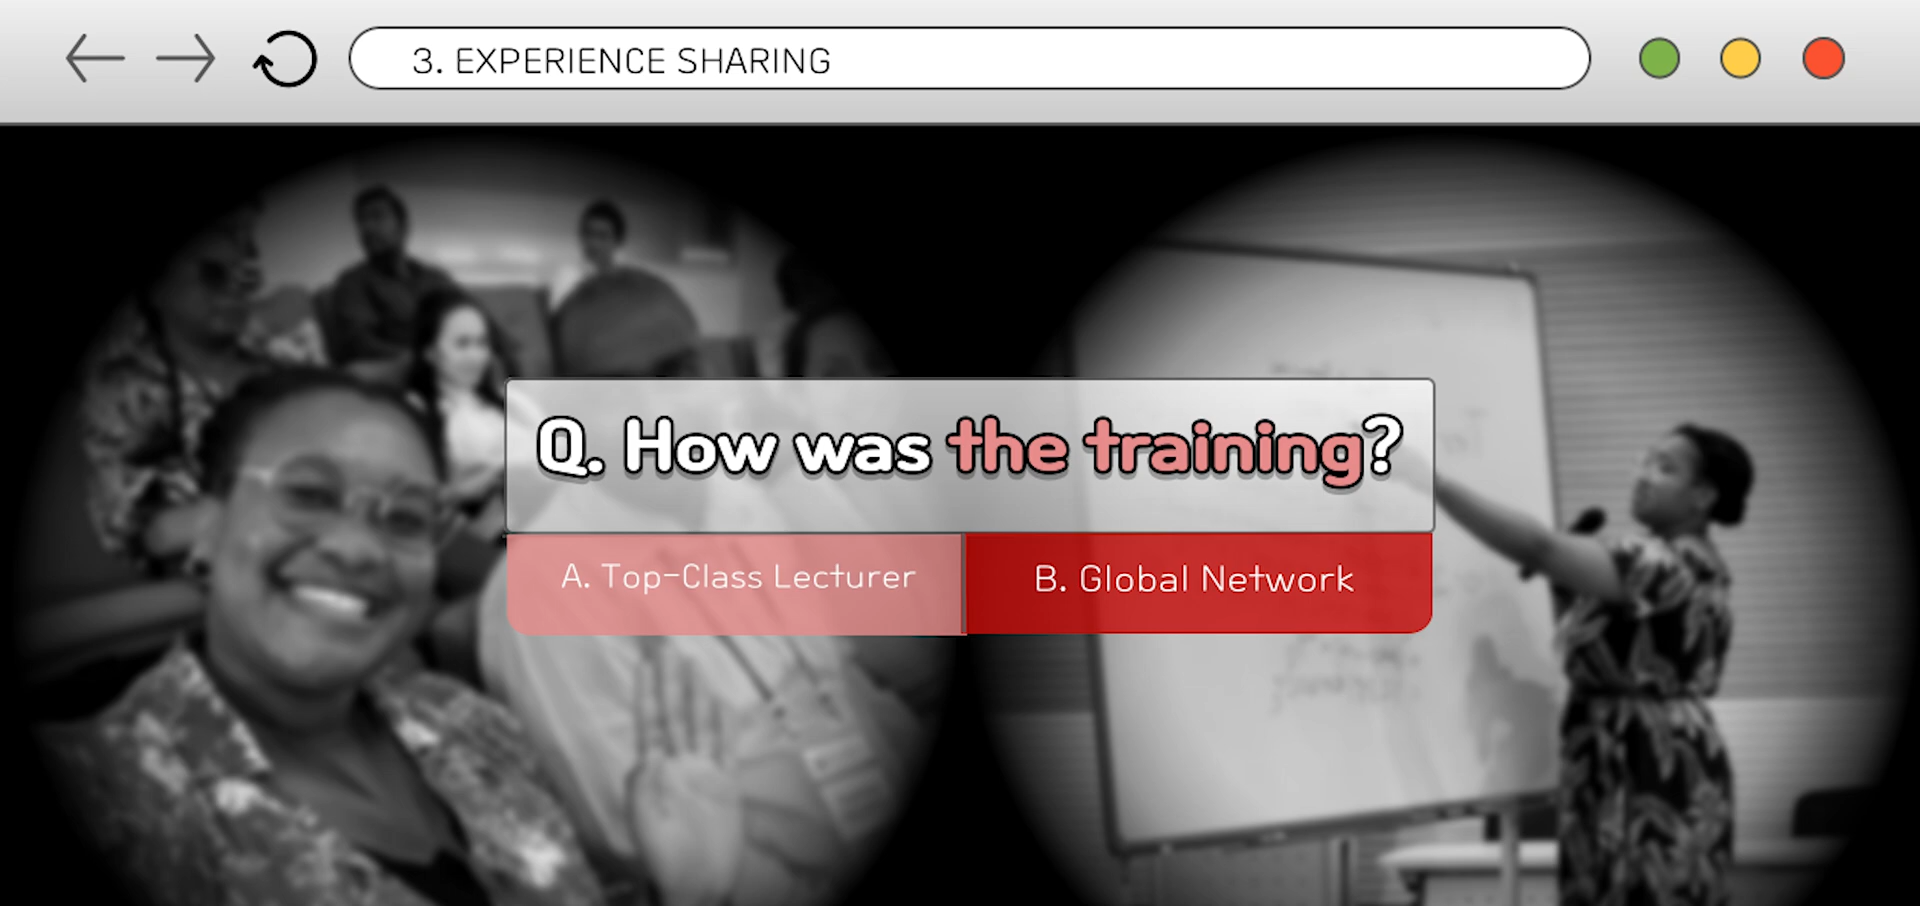 3. EXPERIENCE SHARING
Q. How was the training?
A. Top-Class Lecturer
B. Global Network